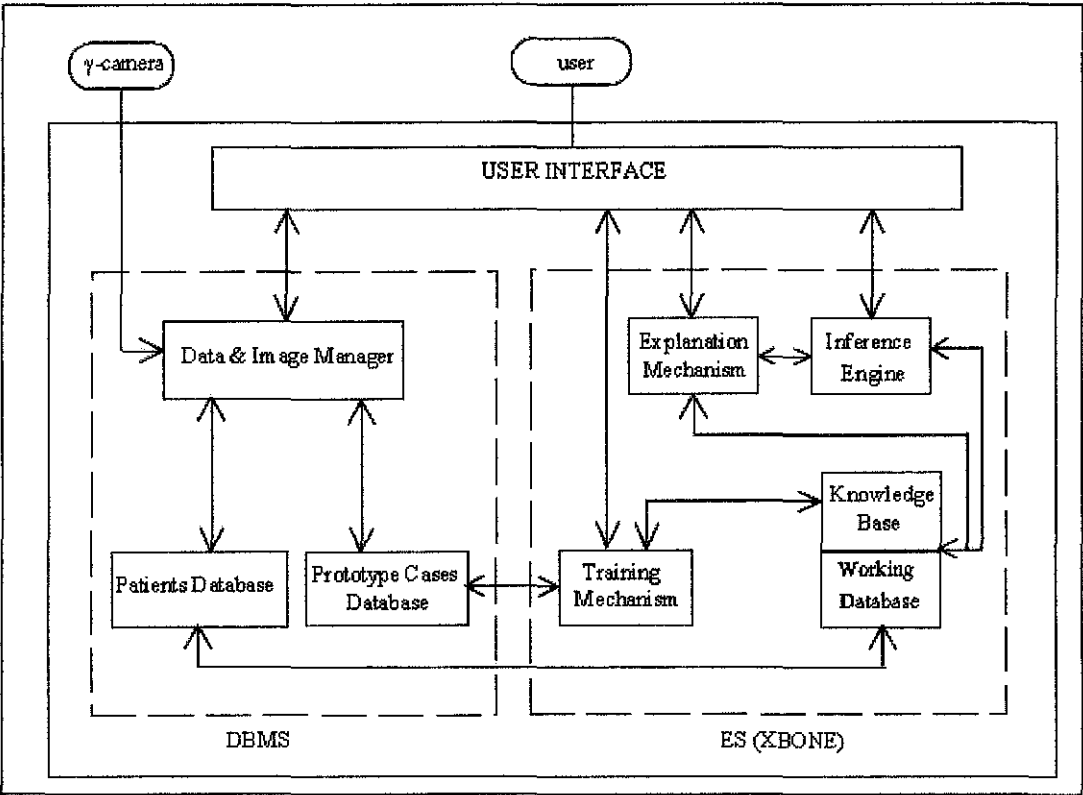 γ-camera
user
USER INTERFACE
Data & Image Manager
Explanation
Mechanism
Inference
Engine
Knowledge
Base
Patients Database
Prototype Cases
Database
Training
Mechanism
Working
Database
DBMS
ES (XBONE)